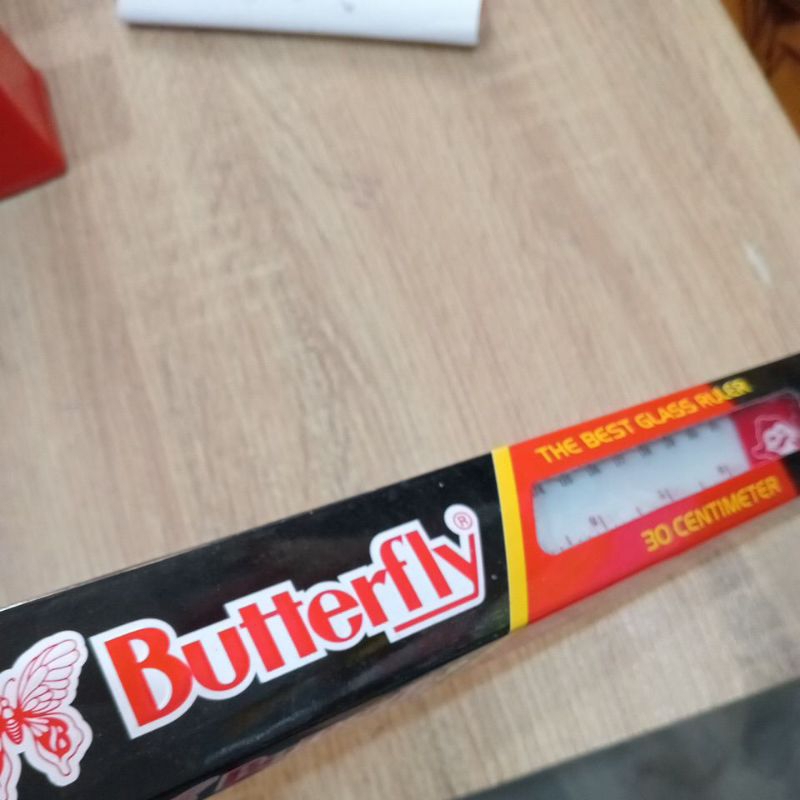 Butterfly®
THE BEST GLASS RULER
30 CENTIMETER